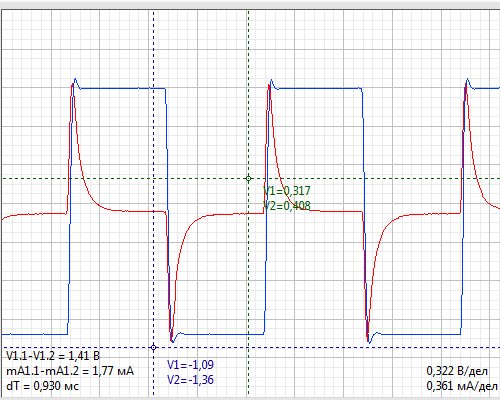 V1=0,317
V2=0,408
V1.1-V1.2 = 1,41 В
mA1.1-mA1.2 = 1,77 мА
dT = 0,930 мс
V1=-1,09
V2=-1,36
0,322 В/дел
0,361 мА/дел